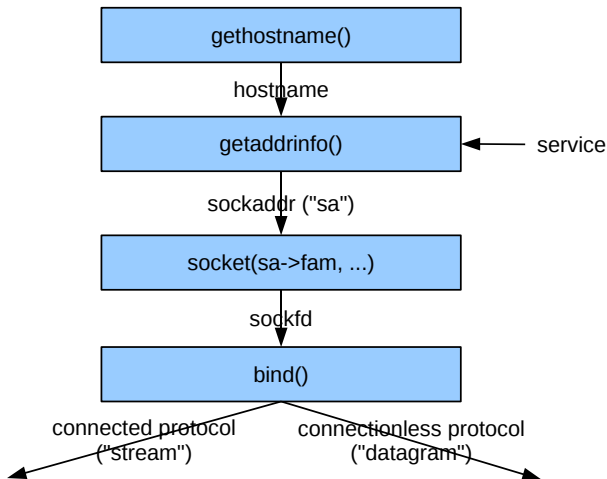 gethostname()
hostname
getaddrinfo()
service
sockaddr ("sa")
socket(sa->fam, ...)
sockfd
bind()
connected protocol
("stream")
connectionless protocol
("datagram")